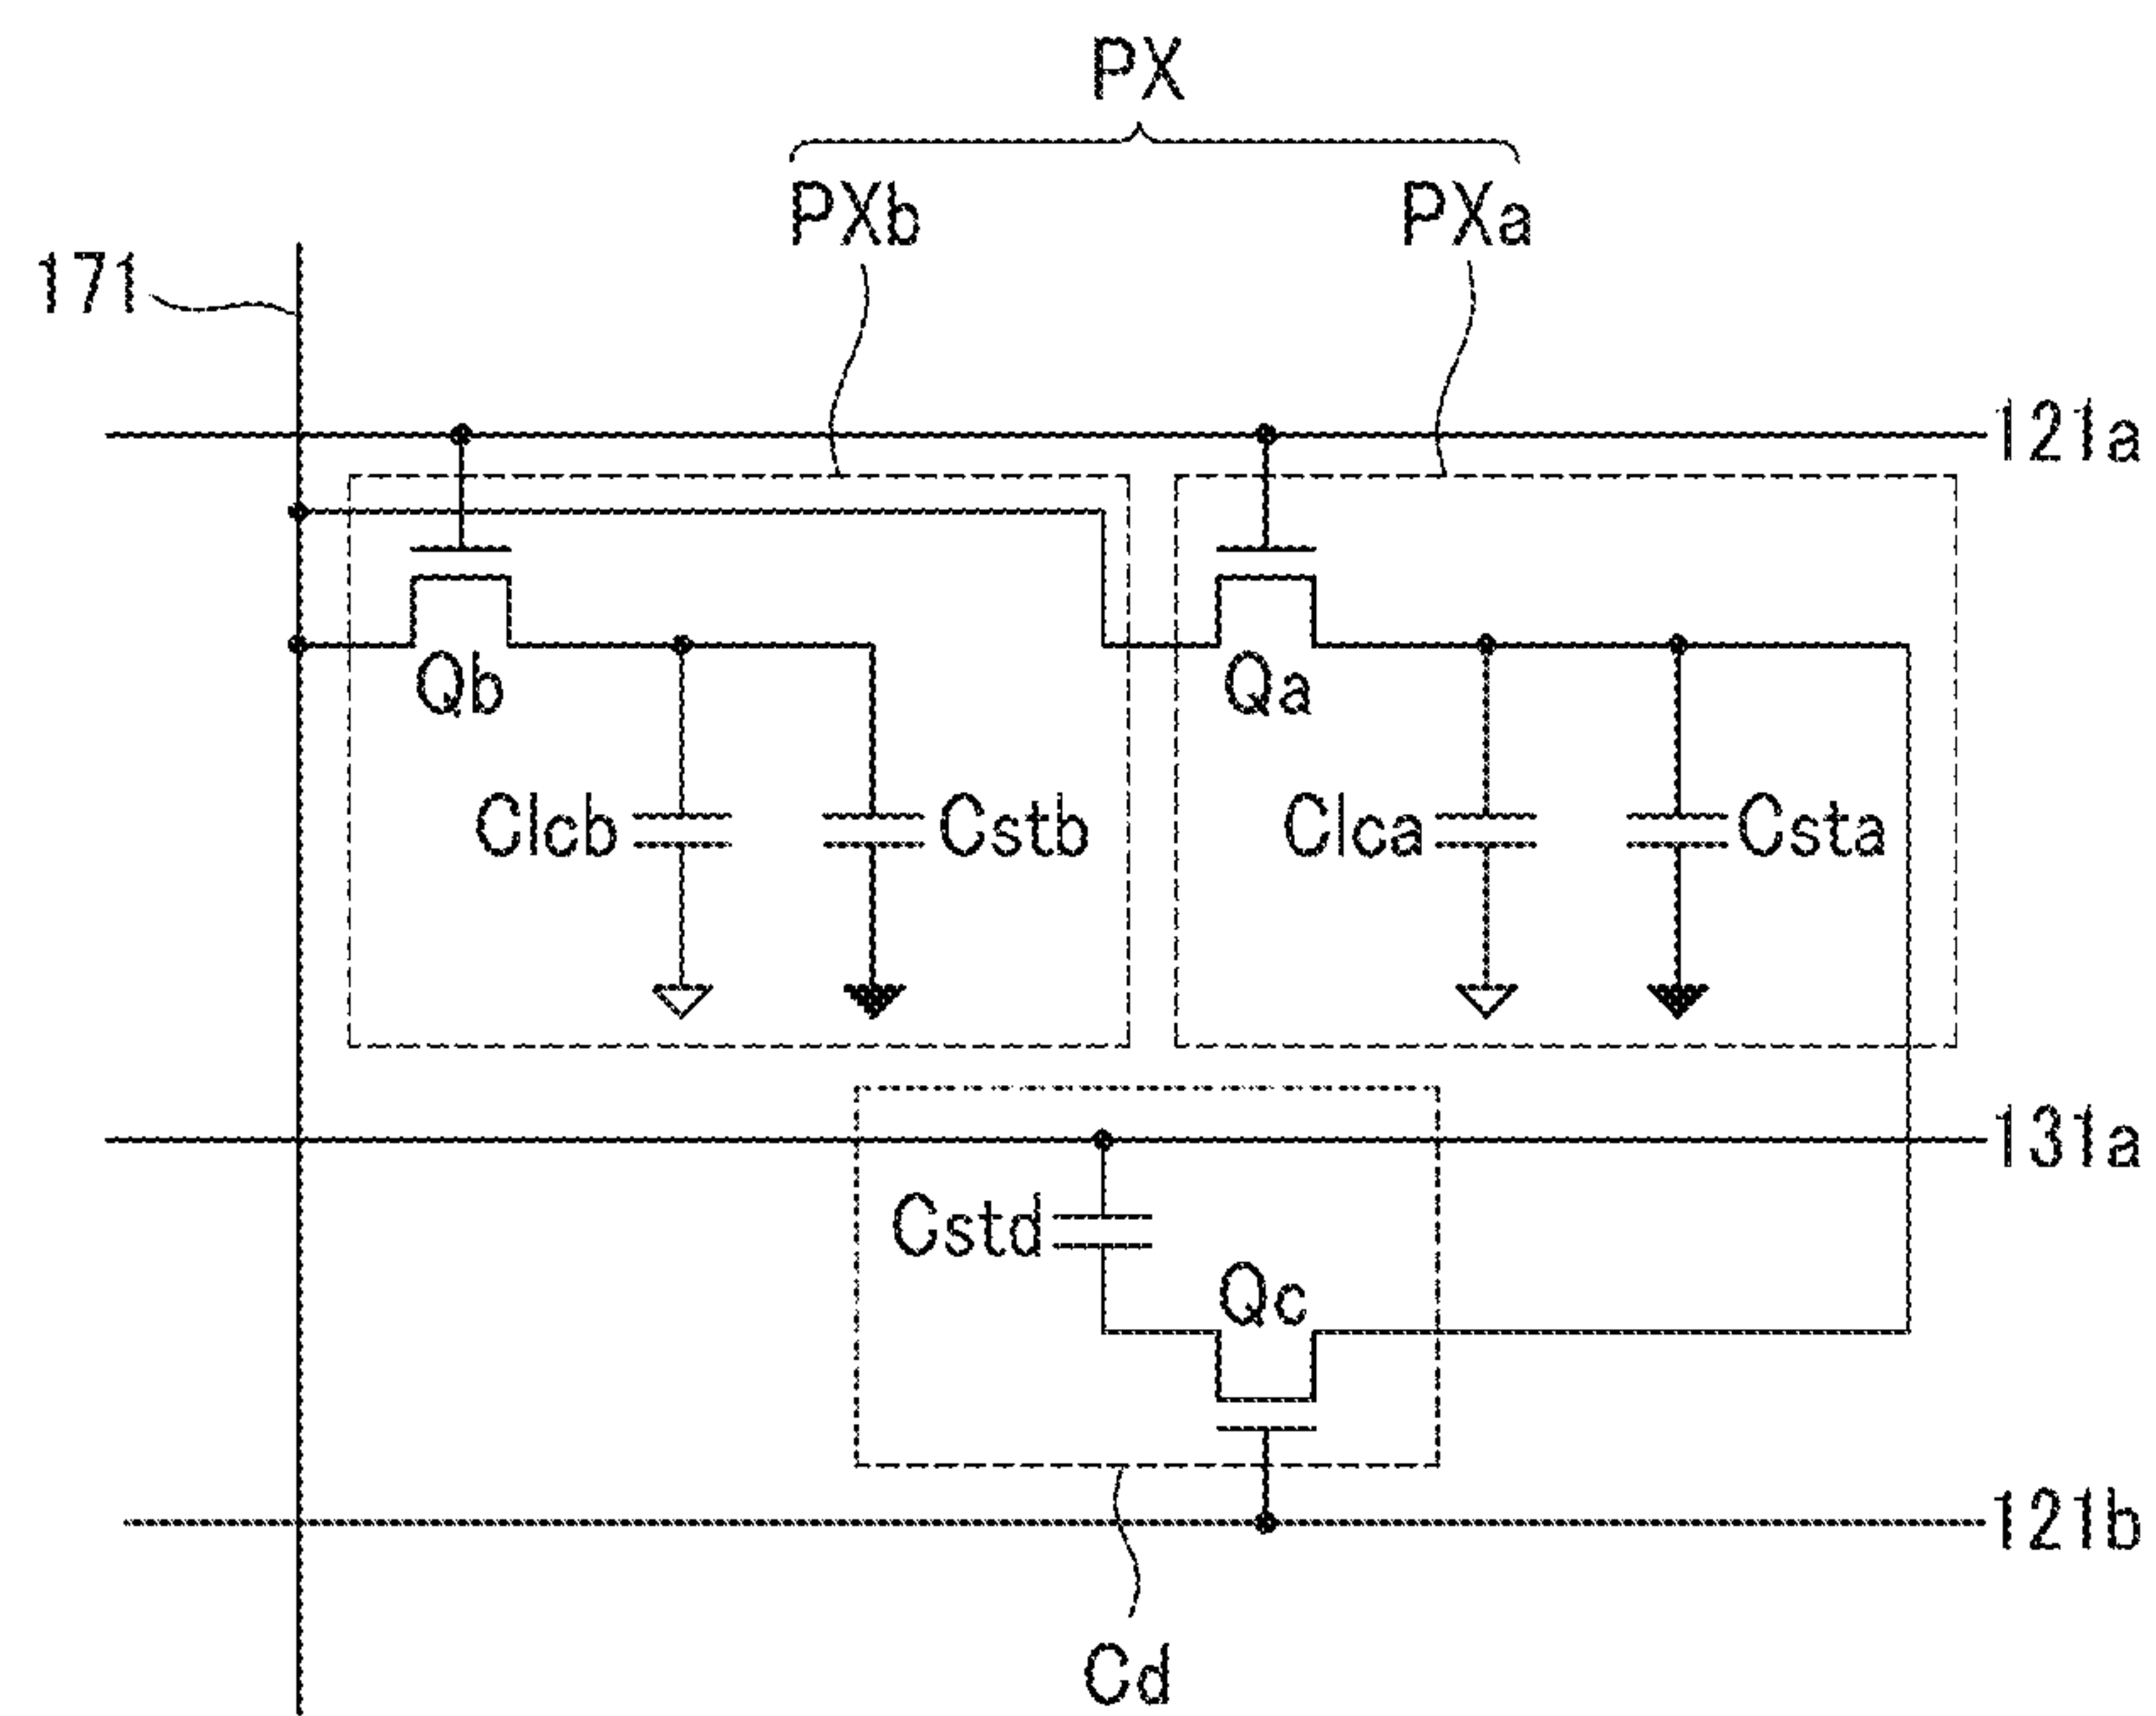 PX
PXb PXa
171
121a
Qb Qa
Clcb Cstb Clca Csta
131a
Cstd
Qc
121b
Cd